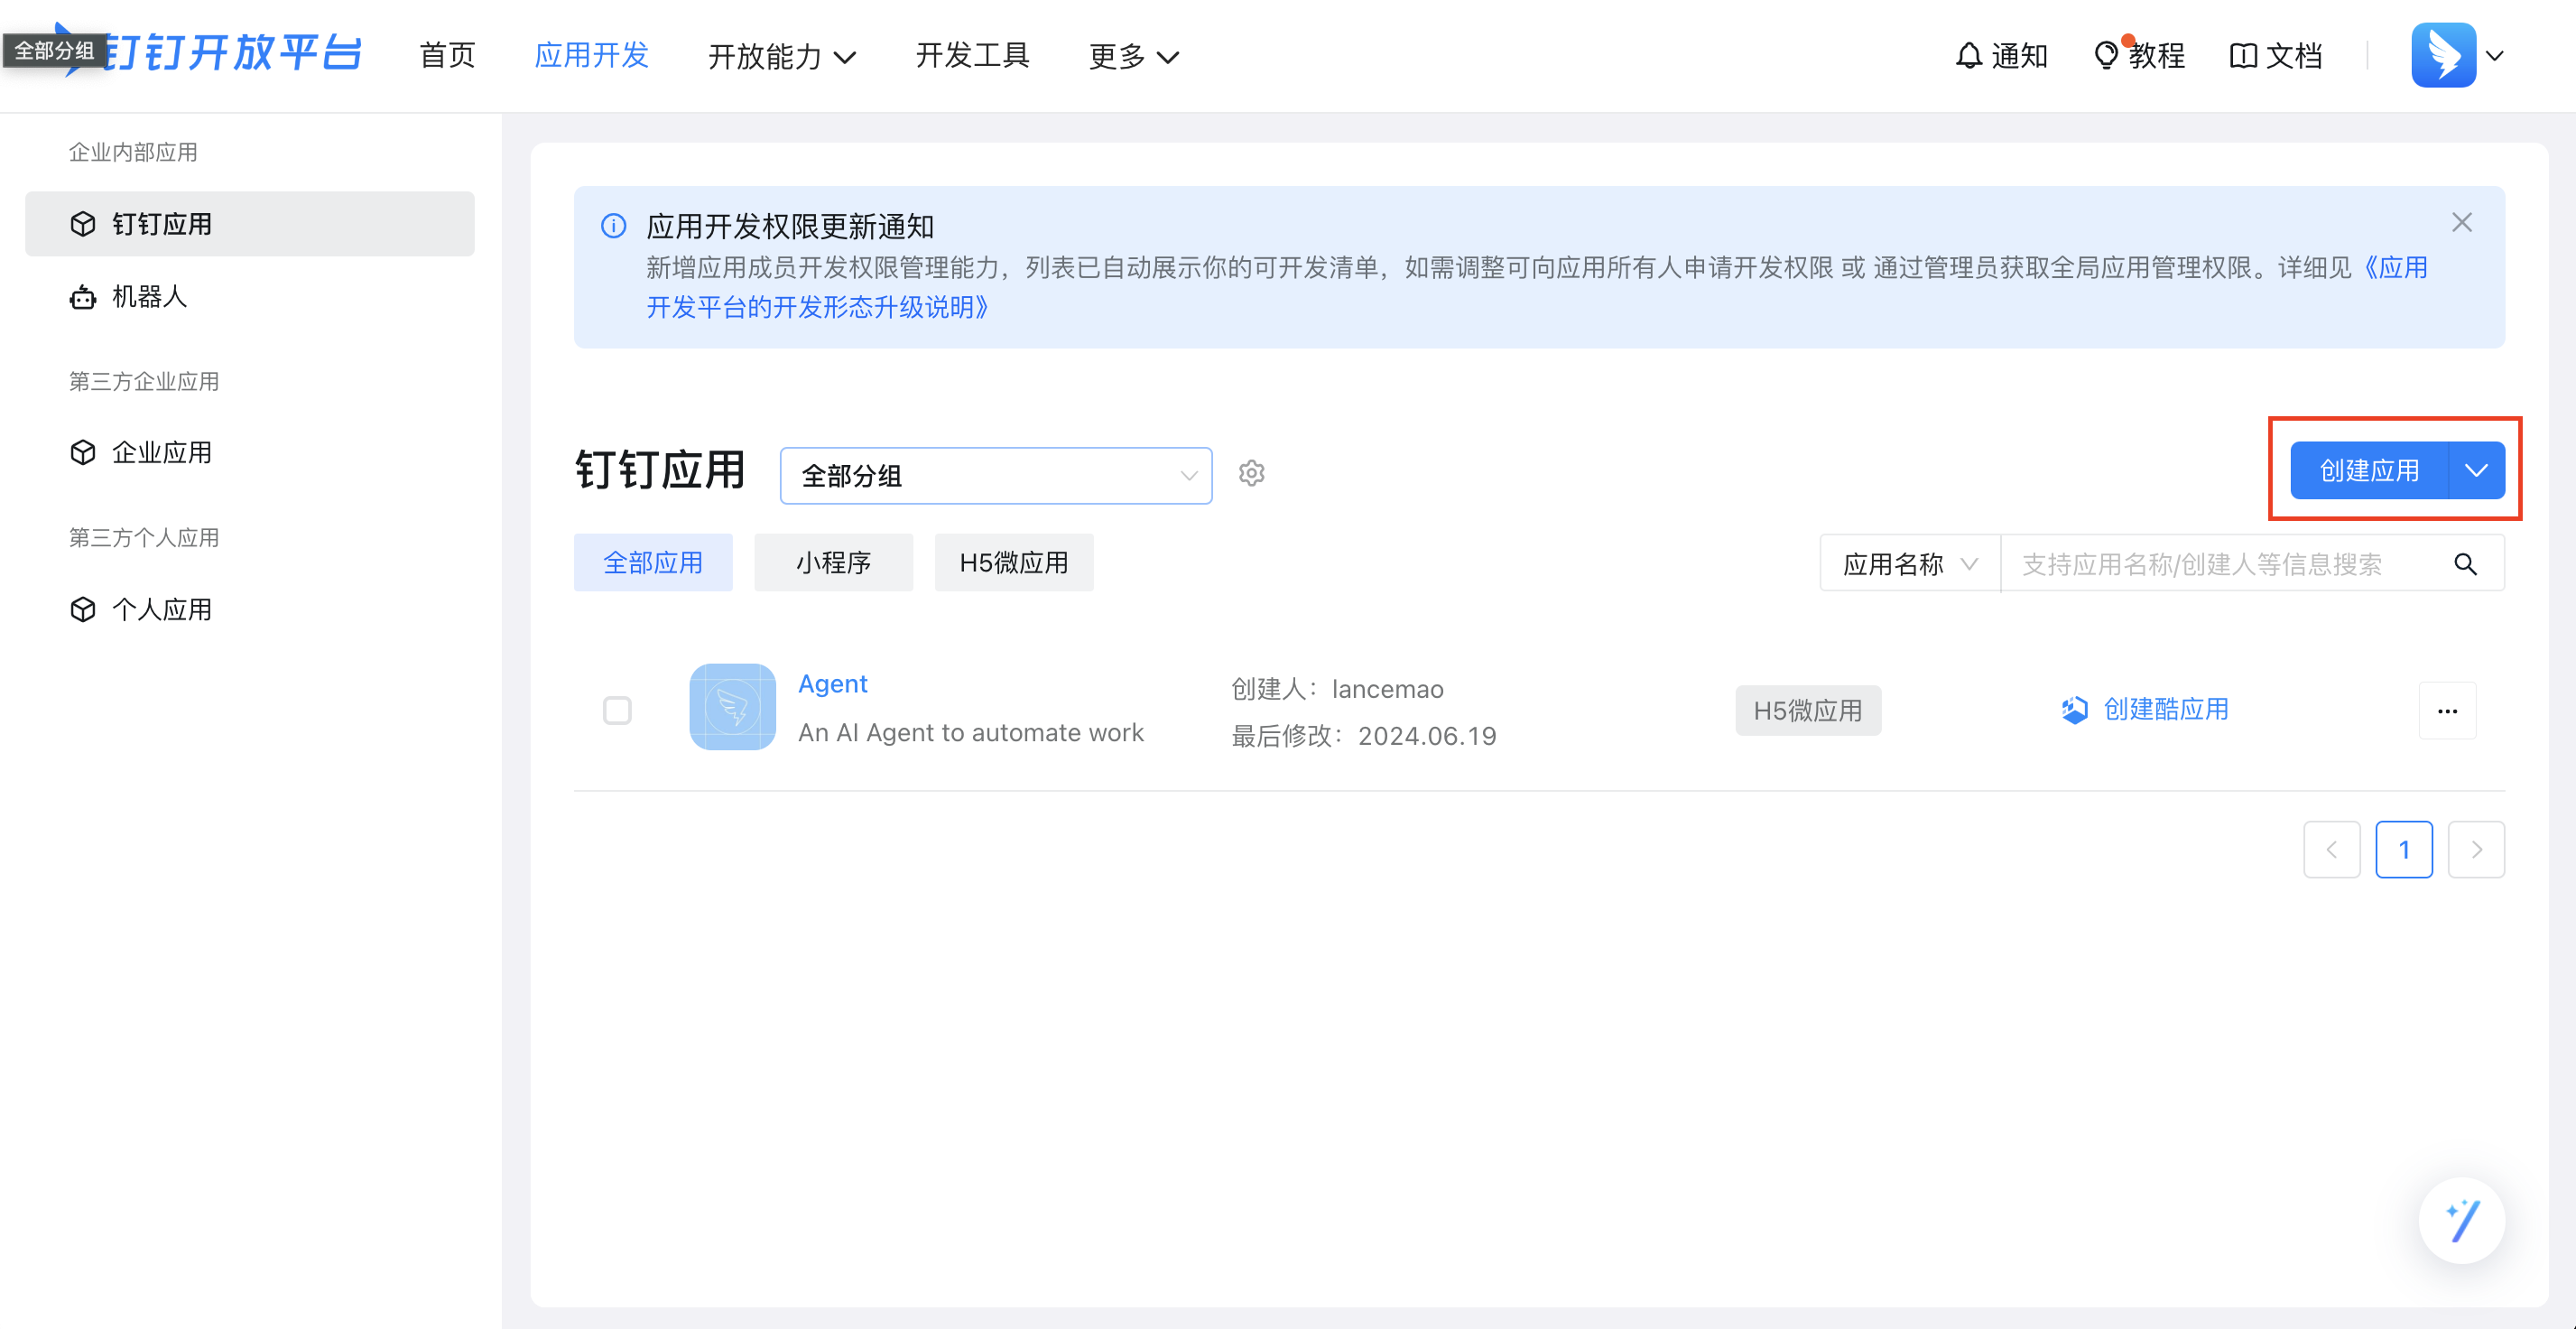 全部分组
钉钉开放平台
首页
应用开发
开放能力
开发工具
更多
通知
教程
文档
企业内部应用
钉钉应用
机器人
第三方企业应用
企业应用
第三方个人应用
个人应用
应用开发权限更新通知
新增应用成员开发权限管理能力，列表已自动展示你的可开发清单，如需调整可向应用所有人申请开发权限 或 通过管理员获取全局应用管理权限。详细见《应用
开发平台的开发形态升级说明》
钉钉应用
全部分组
创建应用
全部应用
小程序
H5微应用
应用名称
支持应用名称/创建人等信息搜索
Agent
An AI Agent to automate work
创建人：lancemao
最后修改：2024.06.19
H5微应用
创建酷应用
1